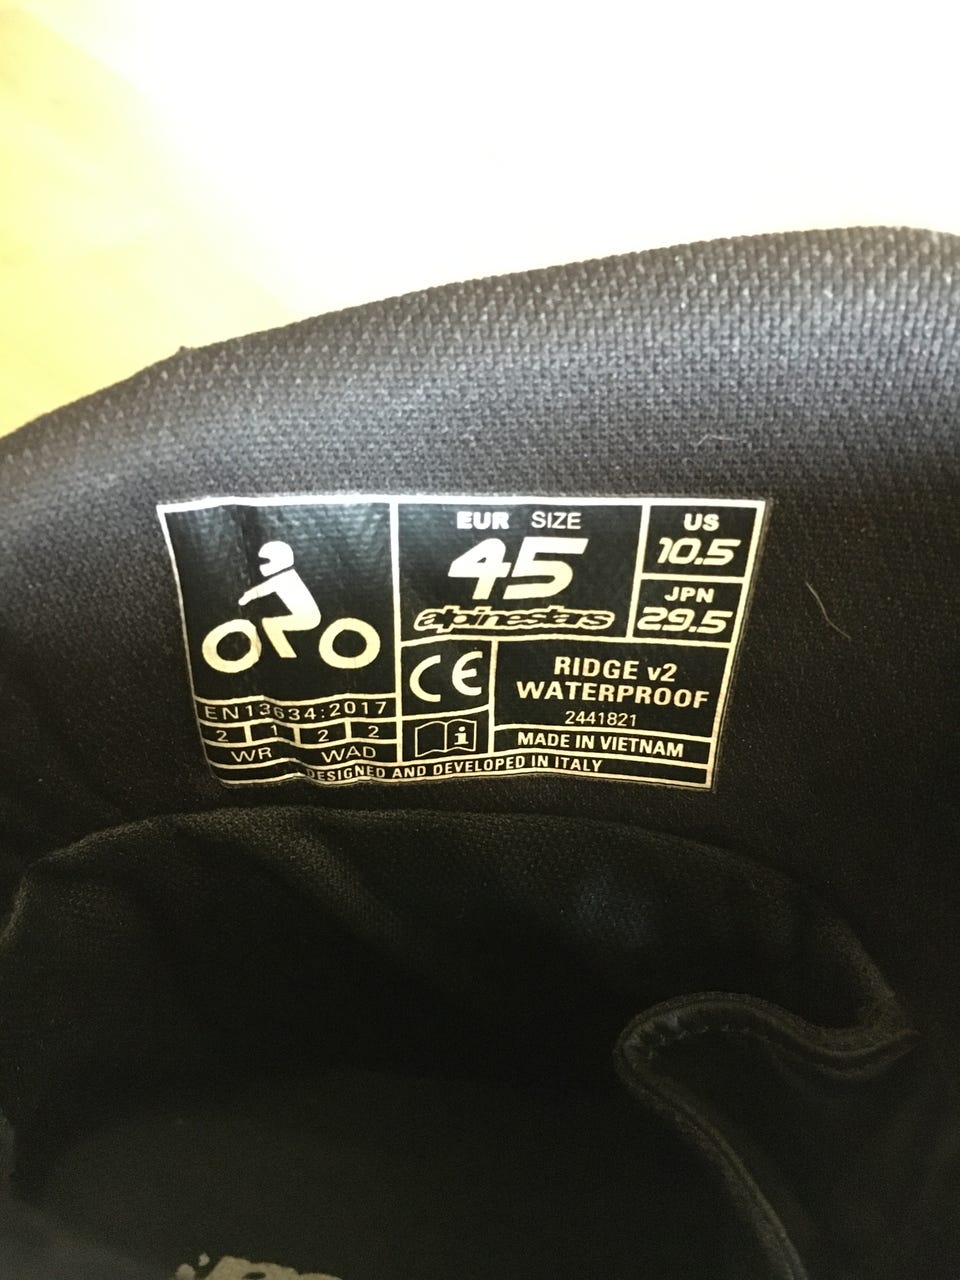 EUR SIZE
45
alpinestars
US
10.5
JPN
29.5
CE
RIDGE v2
WATERPROOF
2441821
MADE IN VIETNAM
i
EN13634:2017
2 1 2 2
WR WAD
DESIGNED AND DEVELOPED IN ITALY